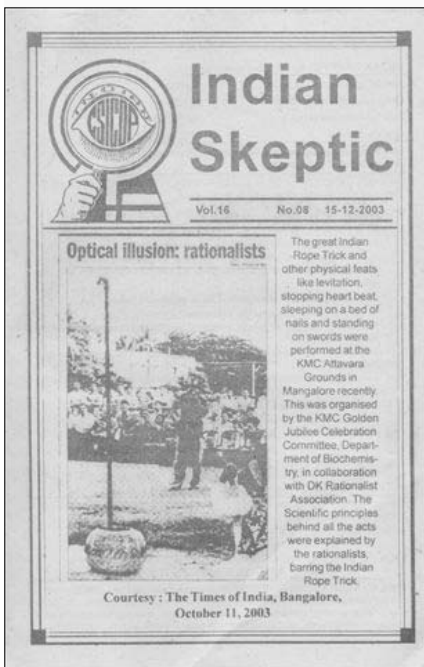 CSICOP
Indian
Skeptic
Vol.16 No.08 15-12-2003
Optical illusion: rationalists
The great Indian
Rope Trick and
other physical feats
like levitation,
stopping heart beat,
sleeping on a bed of
nails and standing
on swords were
performed at the
KMC Attavara
Grounds in
Mangalore recently.
This was organised
by the KMC Golden
Jubilee Celebration
Committee, Depart-
ment of Biochemis-
try, in collaboration
with DK Rationalist
Association. The
Scientific principles
behind all the acts
were explained by
the rationalists,
barring the Indian
Rope Trick.
Courtesy : The Times of India, Bangalore,
October 11, 2003